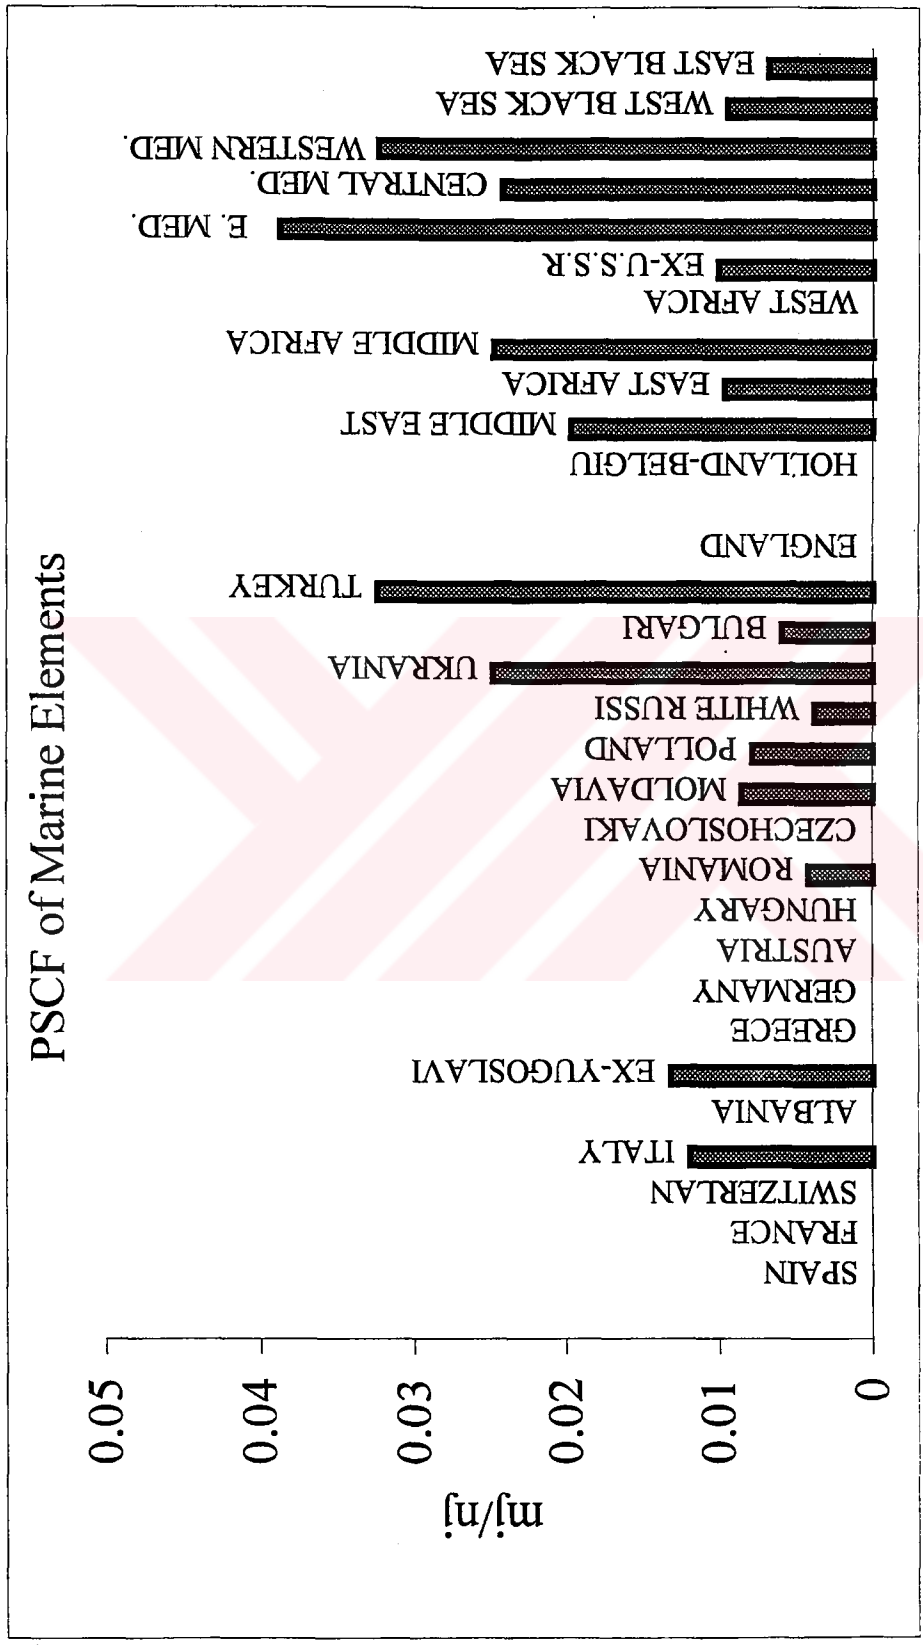 PSCF of Marine Elements
mj/nj
0.05
0.04
0.03
0.02
0.01
0
SPAIN
FRANCE
SWITZERLAN
ITALY
ALBANIA
EX-YUGOSLAVI
GREECE
GERMANY
AUSTRIA
HUNGARY
ROMANIA
CZECHOSLOVAKI
MOLDAVIA
POLLAND
WHITE RUSSI
UKRANIA
BULGARI
TURKEY
ENGLAND
HOLLAND-BELGIU
MIDDLE EAST
EAST AFRICA
MIDDLE AFRICA
WEST AFRICA
EX-U.S.S.R
E. MED.
CENTRAL MED.
WESTERN MED.
WEST BLACK SEA
EAST BLACK SEA